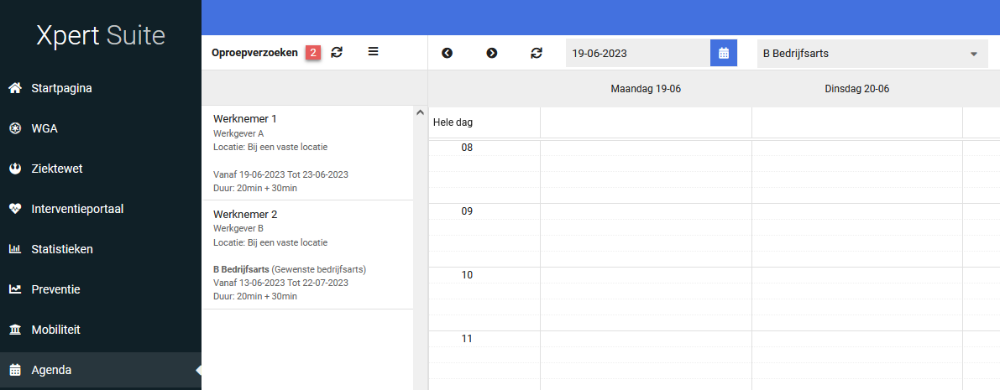 Xpert Suite
Startpagina
WGA
Ziektewet
Interventieportaal
Statistieken
Preventie
Mobiliteit
Agenda
Oproepverzoeken 2
Werknemer 1
Werkgever A
Locatie: Bij een vaste locatie
Vanaf 19-06-2023 Tot 23-06-2023
Duur: 20min + 30min
Werknemer 2
Werkgever B
Locatie: Bij een vaste locatie
B Bedrijfsarts (Gewenste bedrijfsarts)
Vanaf 13-06-2023 Tot 22-07-2023
Duur: 20min + 30min
19-06-2023
B Bedrijfsarts
Maandag 19-06
Dinsdag 20-06
Hele dag
08
09
10
11